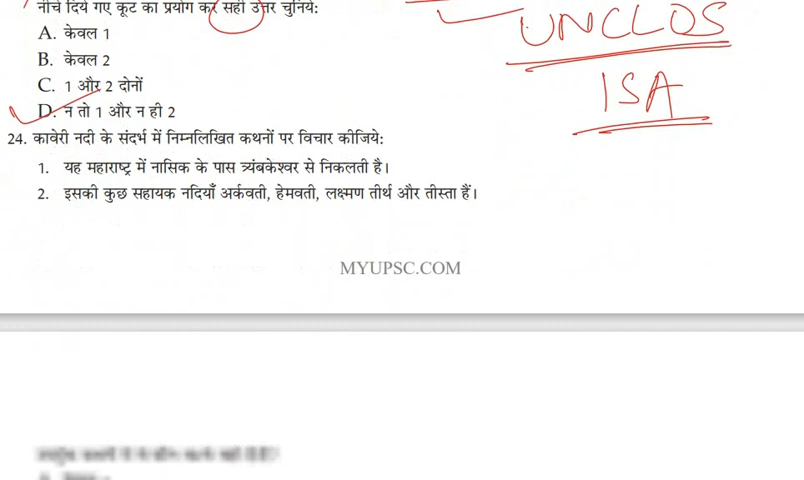 नीचे दिये गए कूट का प्रयोग कर सही उत्तर चुनिये:
UNCLOS
A. केवल 1
B. केवल 2
C. 1 और 2 दोनों
ISA
D. न तो 1 और न ही 2
24. कावेरी नदी के संदर्भ में निम्नलिखित कथनों पर विचार कीजिये:
1. यह महाराष्ट्र में नासिक के पास त्र्यंबकेश्वर से निकलती है।
2. इसकी कुछ सहायक नदियाँ अर्कवती, हेमवती, लक्ष्मण तीर्थ और तीस्ता हैं।
MYUPSC.COM